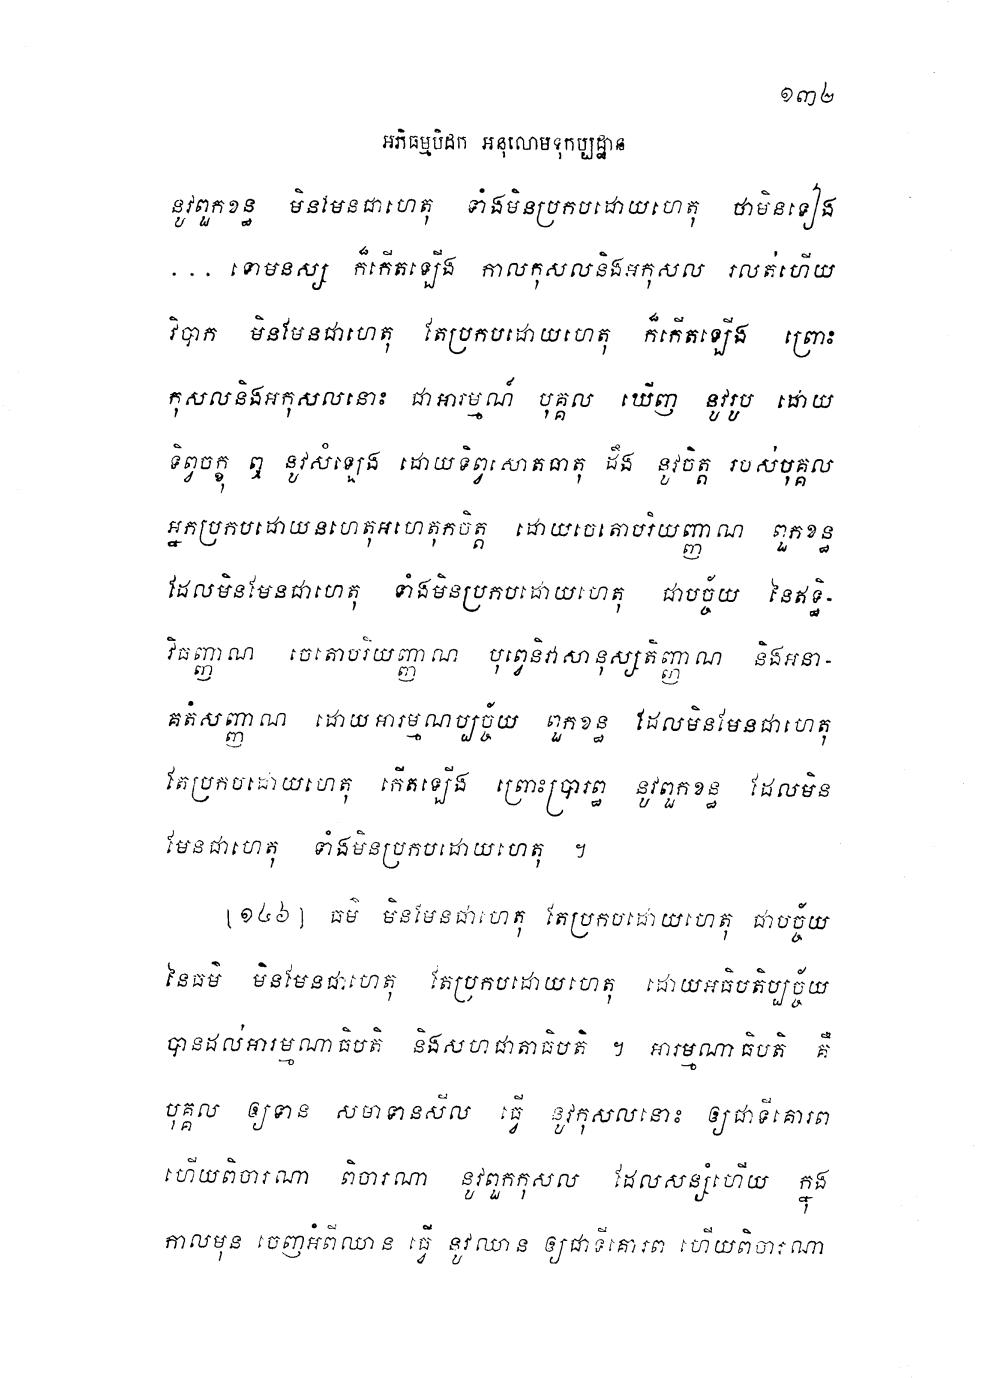 ១៣២
អភិធម្មបិដក អនុលោមទុកប្បដ្ឋាន
នូវពួកខន្ធ មិនមែនជាហេតុ ទាំងមិនប្រកបដោយហេតុ ថាមិនទៀង
... ទោមនស្ស ក៏កើតឡើង កាលកុសលនិងអកុសល រលត់ហើយ
វិបាក មិនមែនជាហេតុ តែប្រកបដោយហេតុ ក៏កើតឡើង ព្រោះ
កុសលនិងអកុសលនោះ ជាអារម្មណ៍ បុគ្គល ឃើញ នូវរូប ដោយ
ទិព្វចក្ខុ ឮ នូវសំឡេង ដោយទិព្វសោតធាតុ ដឹង នូវចិត្ត របស់បុគ្គល
អ្នកប្រកបដោយនហេតុអហេតុកចិត្ត ដោយចេតោបរិយញ្ញាណ ពួកខន្ធ
ដែលមិនមែនជាហេតុ ទាំងមិនប្រកបដោយហេតុ ជាបច្ច័យ នៃឥទ្ធិ-
វិធញ្ញាណ ចេតោបរិយញ្ញាណ បុព្វេនិវាសានុស្សតិញ្ញាណ និងអនា-
គតំសញ្ញាណ ដោយអារម្មណប្បច្ច័យ ពួកខន្ធ ដែលមិនមែនជាហេតុ
តែប្រកបដោយហេតុ កើតឡើង ព្រោះប្រារព្ធ នូវពួកខន្ធ ដែលមិន
មែនជាហេតុ ទាំងមិនប្រកបដោយហេតុ ។
[១៤៦] ធម៌ មិនមែនជាហេតុ តែប្រកបដោយហេតុ ជាបច្ច័យ
នៃធម៌ មិនមែនជាហេតុ តែប្រកបដោយហេតុ ដោយអធិបតិប្បច្ច័យ
បានដល់អារម្មណាធិបតិ និងសហជាតាធិបតិ ។ អារម្មណាធិបតិ គឺ
បុគ្គល ឲ្យទាន សមាទានសីល ធ្វើ នូវកុសលនោះ ឲ្យជាទីគោរព
ហើយពិចារណា ពិចារណា នូវពួកកុសល ដែលសន្សំហើយ ក្នុង
កាលមុន ចេញអំពីឈាន ធ្វើ នូវឈាន ឲ្យជាទីគោរព ហើយពិចារណា